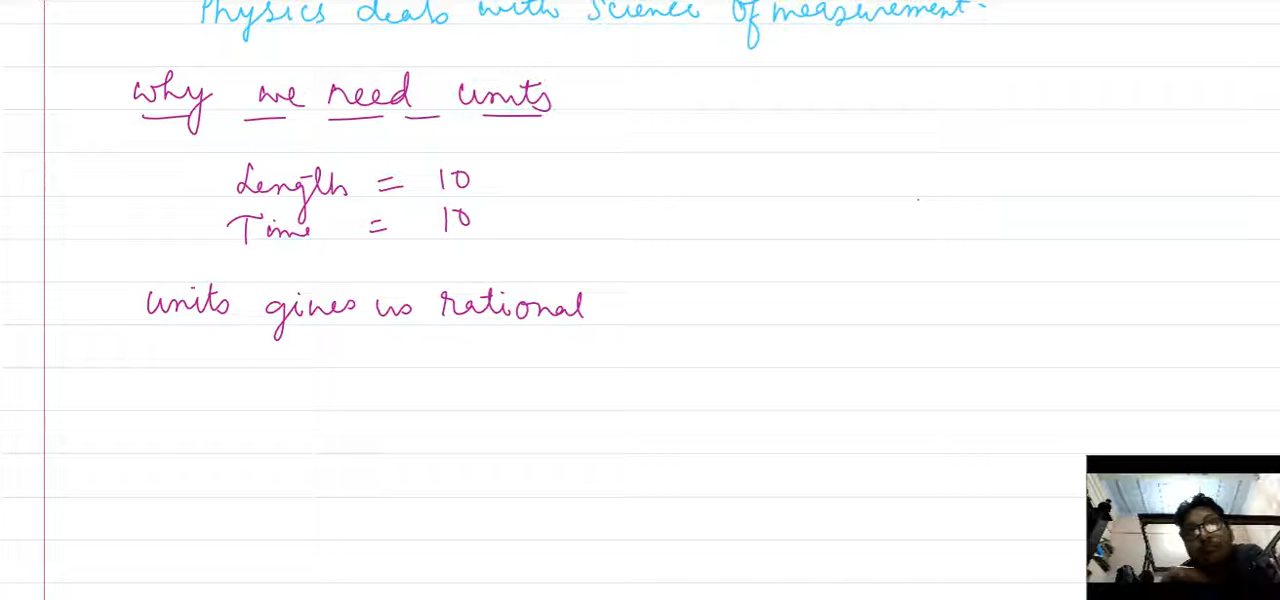 Physics deals with Science of measurement.
why we need units
Length = 10
Time = 10
units gives us rational